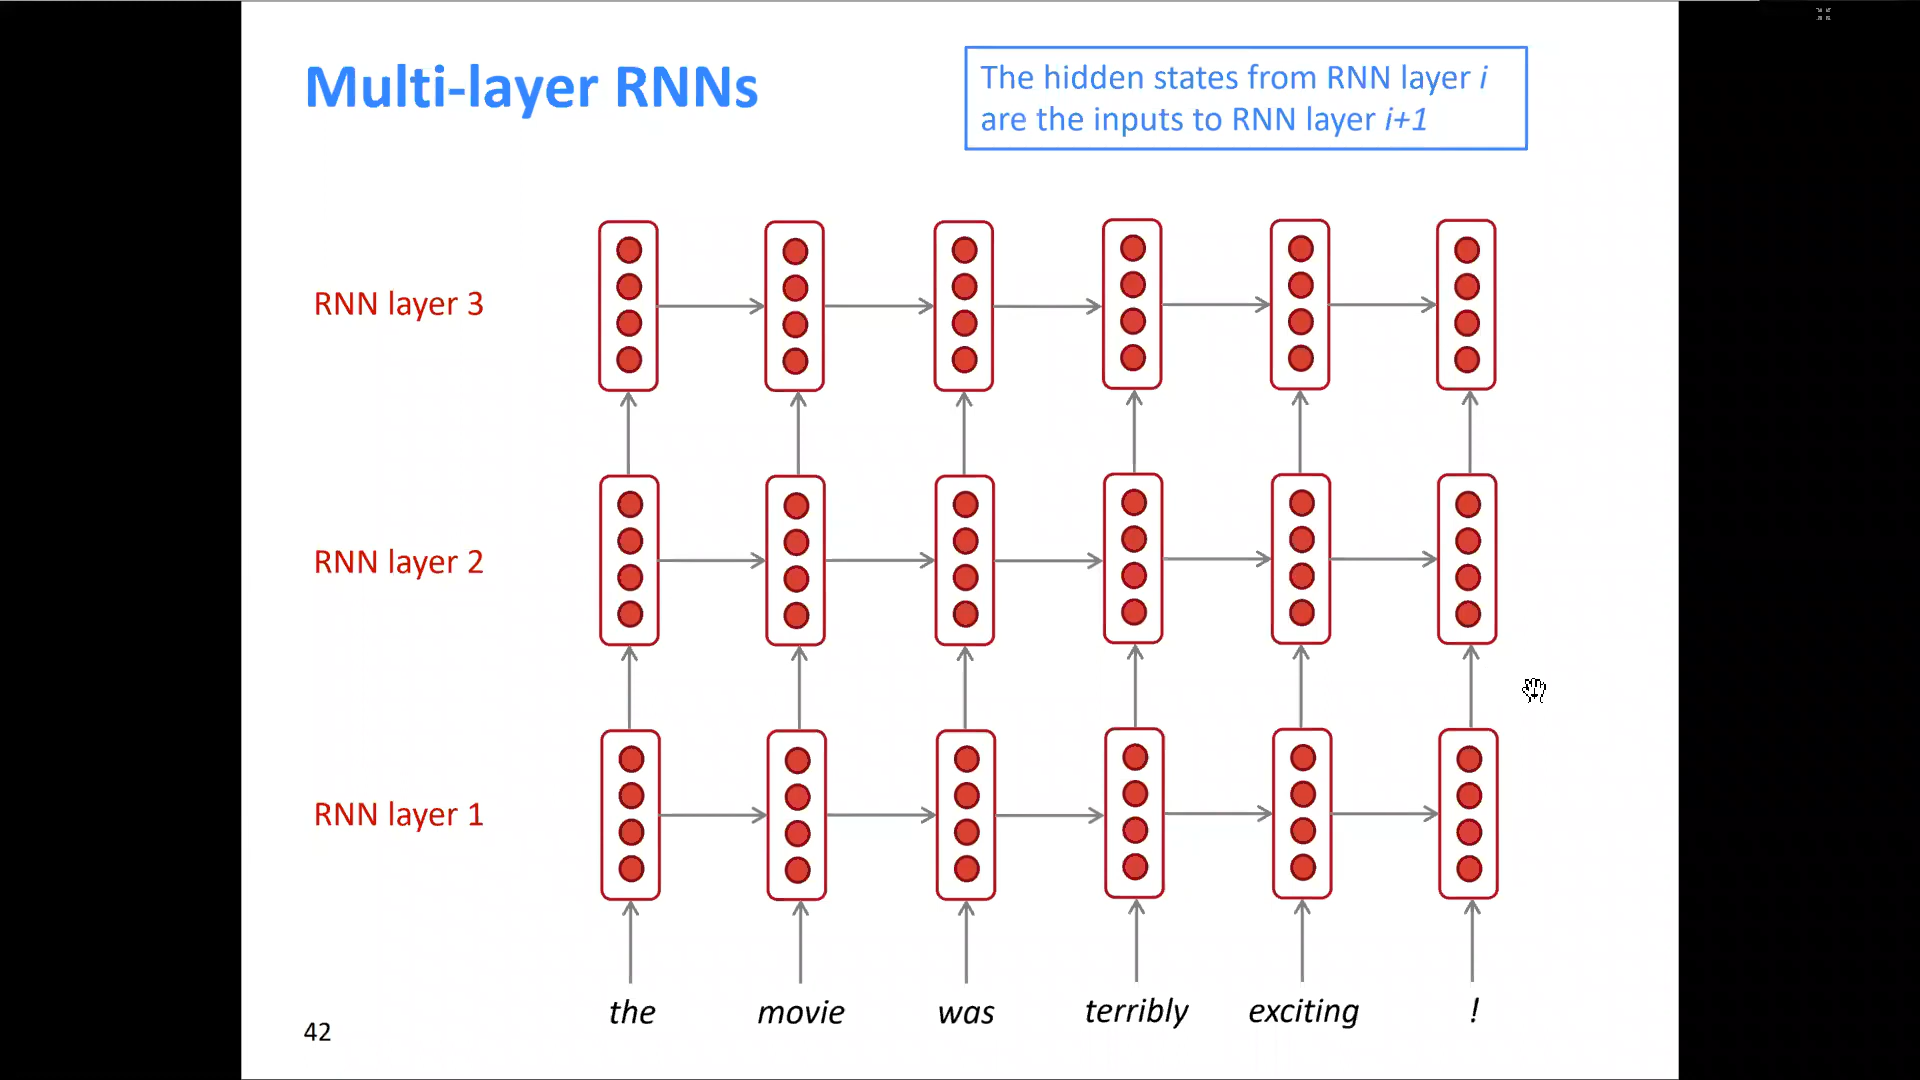 Multi-layer RNNs
The hidden states from RNN layer i
are the inputs to RNN layer i+1
RNN layer 3
RNN layer 2
RNN layer 1
the movie was terribly exciting !
42